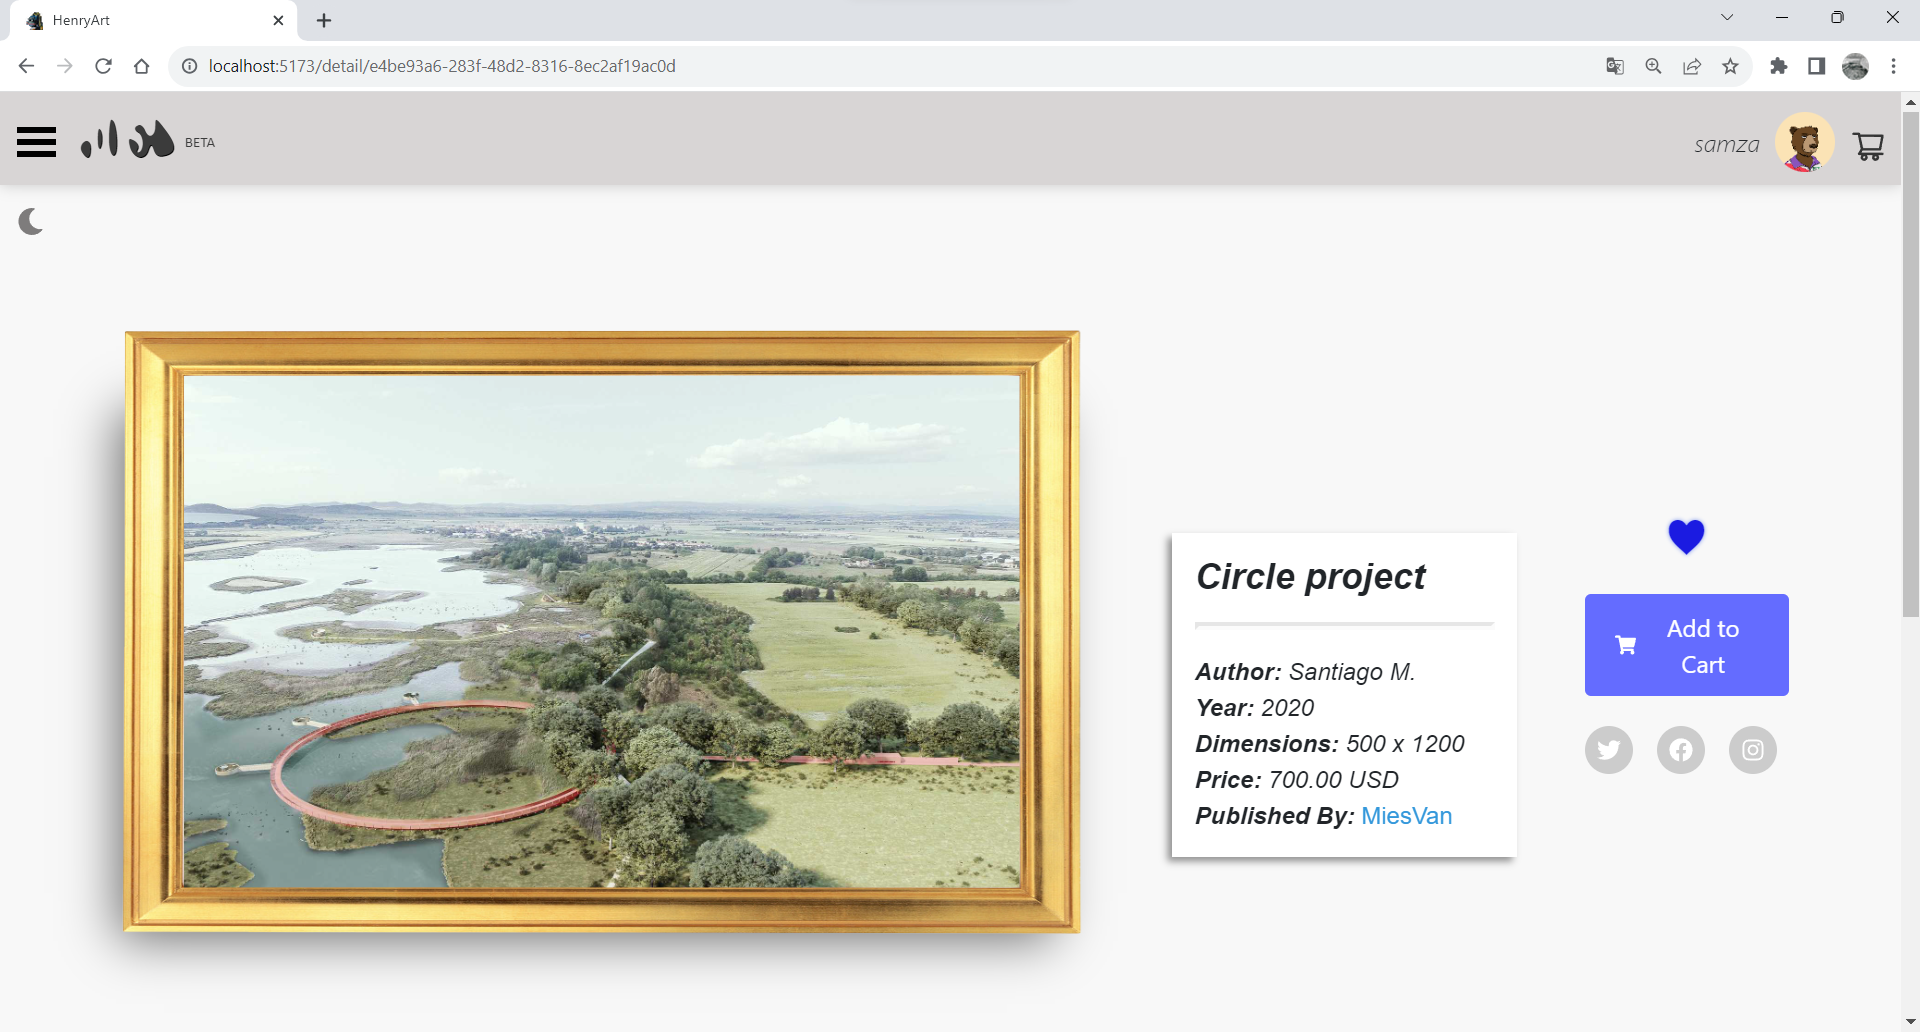 HenryArt
localhost:5173/detail/e4be93a6-283f-48d2-8316-8ec2af19ac0d
BETA
samza
Circle project
Author: Santiago M.
Year: 2020
Dimensions: 500 x 1200
Price: 700.00 USD
Published By: MiesVan
Add to
Cart